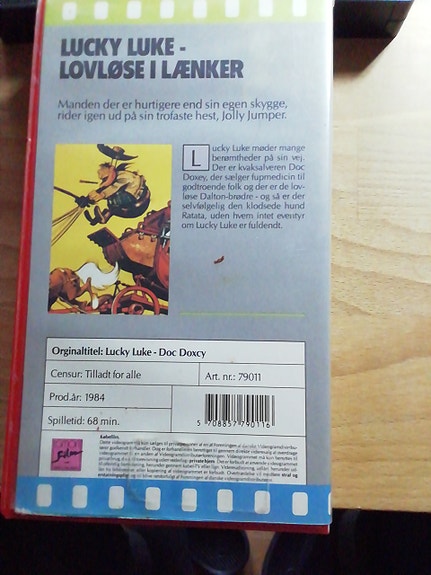 LUCKY LUKE -
LOVLØSE I LÆNKER
Manden der er hurtigere end sin egen skygge,
rider igen ud på sin trofaste hest, Jolly Jumper.
Lucky Luke møder mange
berømtheder på sin vej.
Der er kvaksalveren Doc
Doxey, der sælger fupmedicin til
godtroende folk og der er de lov-
løse Dalton-brødre - og så er der
selvfølgelig den klodsede hund
Ratata, uden hvem intet eventyr
om Lucky Luke er fuldendt.
Orginaltitel: Lucky Luke - Doc Doxcy
Censur: Tilladt for alle
Art. nr.: 79011
Prod.år: 1984
Spilletid: 68 min.
5 708857 790116